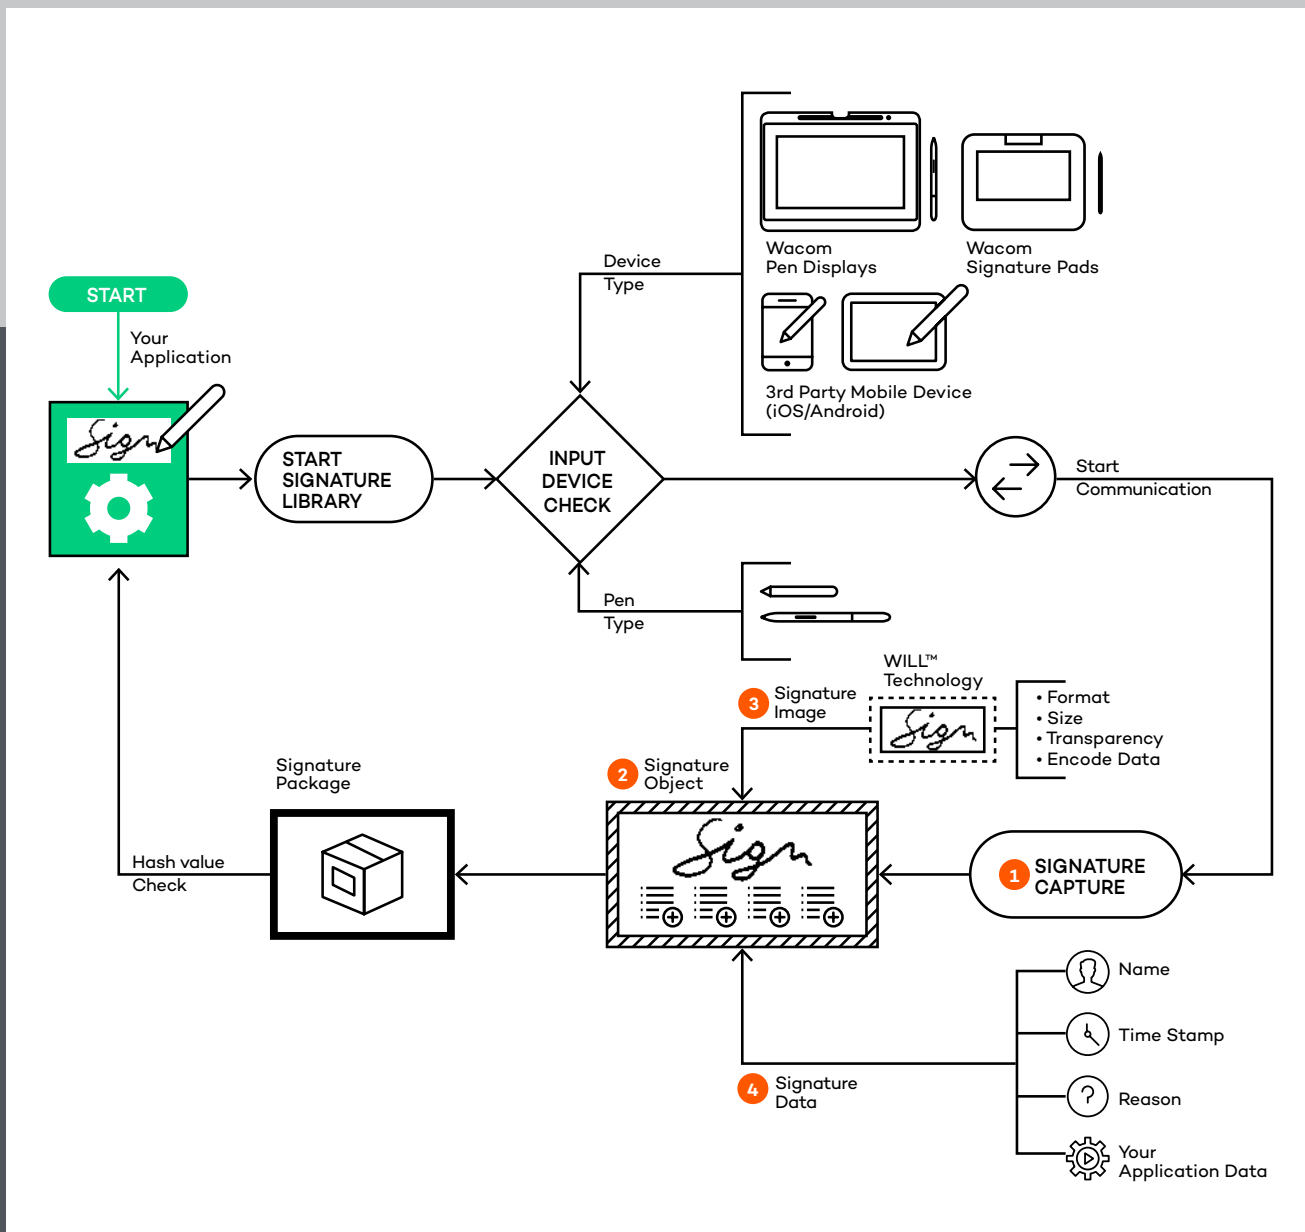 START
Your
Application
Sign
START
SIGNATURE
LIBRARY
INPUT
DEVICE
CHECK
Device
Type
Wacom
Pen Displays
Wacom
Signature Pads
3rd Party Mobile Device
(iOS/Android)
Start
Communication
Pen
Type
WILL™
Technology
3 Signature
Image
Sign
• Format
• Size
• Transparency
• Encode Data
2 Signature
Object
Sign
1 SIGNATURE
CAPTURE
Signature
Package
Hash value
Check
4 Signature
Data
Name
Time Stamp
?
Reason
Your
Application Data